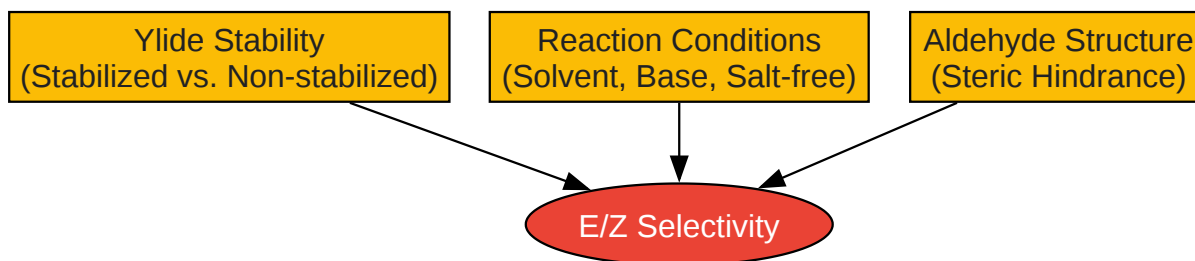 Ylide Stability
(Stabilized vs. Non-stabilized)
Reaction Conditions
(Solvent, Base, Salt-free)
Aldehyde Structure
(Steric Hindrance)
E/Z Selectivity